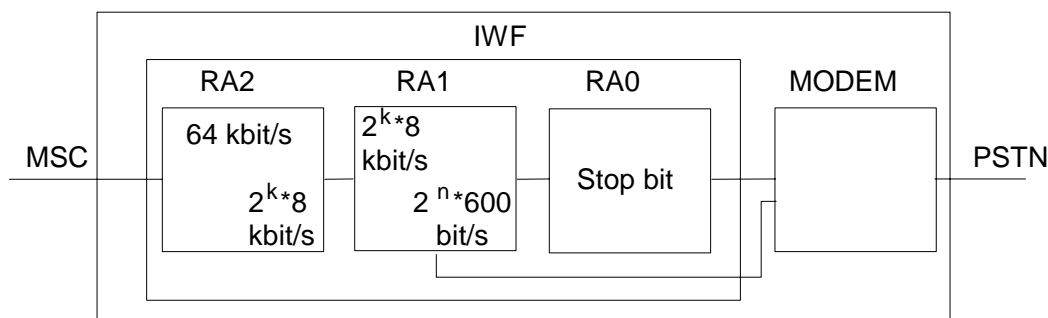 IWF
RA2
RA1
RA0
MODEM
MSC
64 kbit/s
2^k*8
kbit/s
2^k*8
kbit/s
2^n*600
bit/s
Stop bit
PSTN